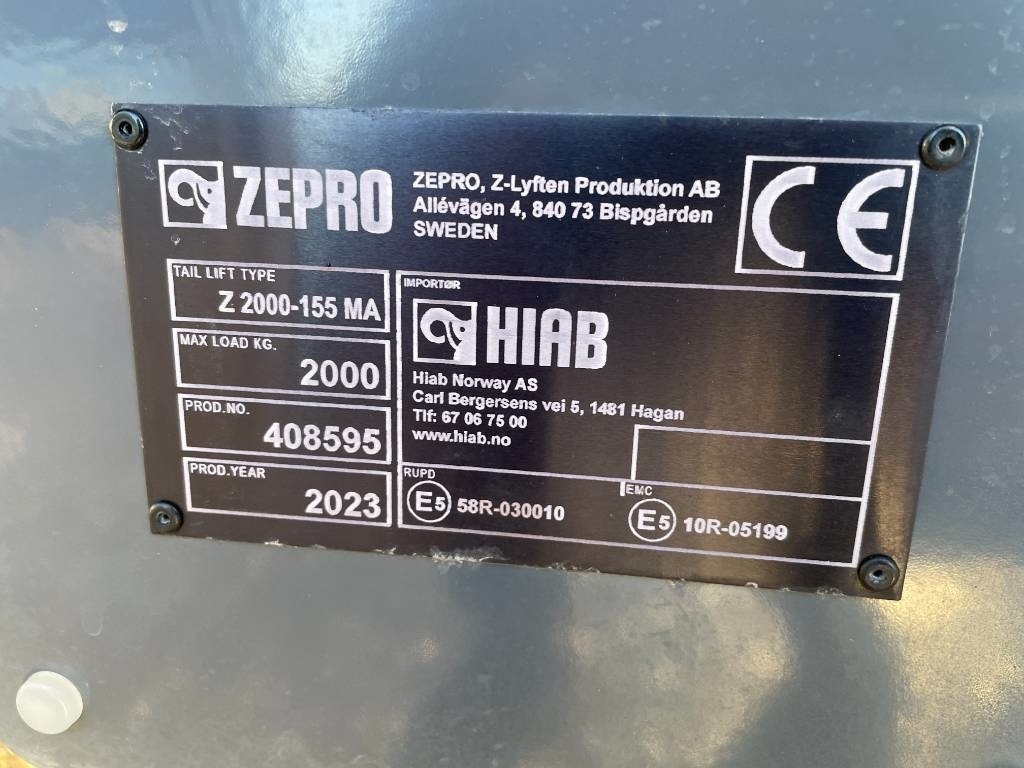 ZEPRO
ZEPRO, Z-Lyften Produktion AB
Allévägen 4, 840 73 Bispgården
SWEDEN
CE
TAIL LIFT TYPE
Z 2000-155 MA
MAX LOAD KG.
2000
PROD.NO.
408595
PROD.YEAR
2023
IMPORTØR
HIAB
Hiab Norway AS
Carl Bergersens vei 5, 1481 Hagan
Tlf: 67 06 75 00
www.hiab.no
RUPD
E5 58R-030010
EMC
E5 10R-05199